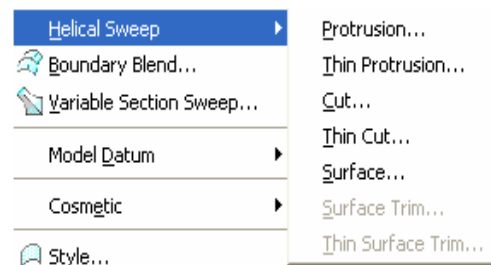 Helical Sweep
Boundary Blend...
Variable Section Sweep...
Model Datum
Cosmetic
Style...
Protrusion...
Thin Protrusion...
Cut...
Thin Cut...
Surface...
Surface Trim...
Thin Surface Trim...